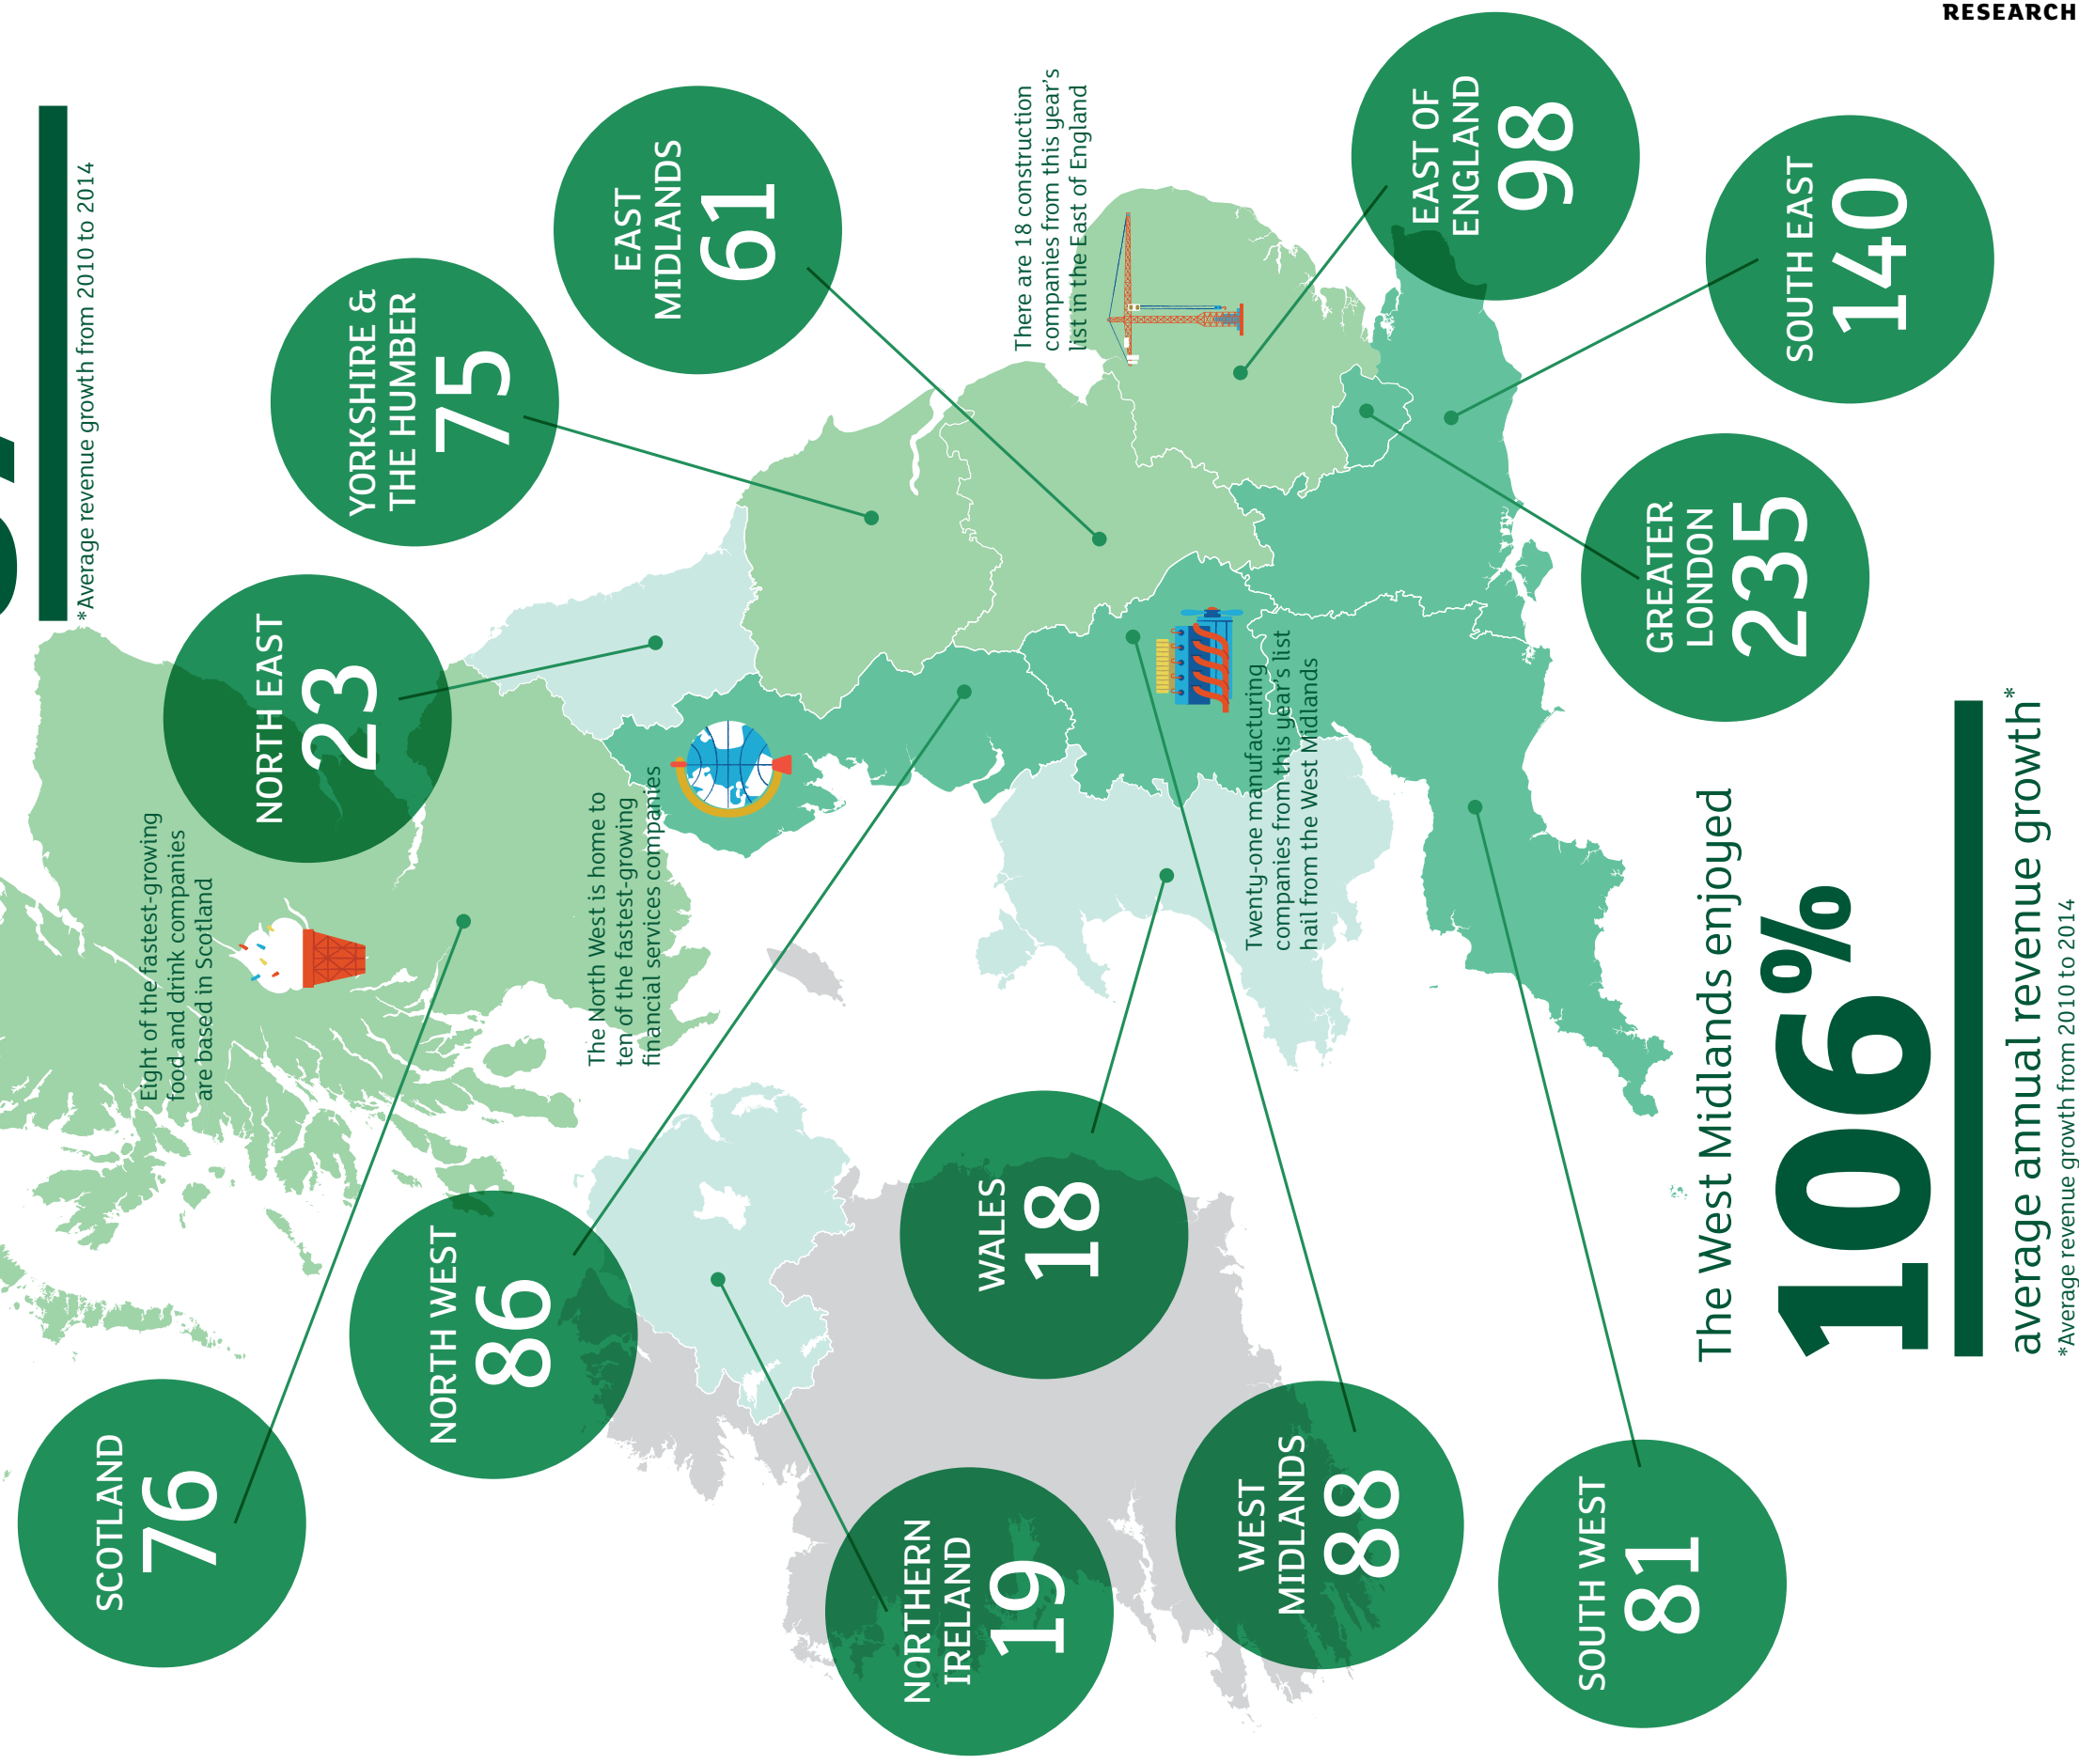 RESEARCH
*Average revenue growth from 2010 to 2014
SCOTLAND
76
Eight of the fastest-growing
food and drink companies
are based in Scotland
NORTH EAST
23
YORKSHIRE &
THE HUMBER
75
NORTH WEST
86
The North West is home to
ten of the fastest-growing
financial services companies
EAST
MIDLANDS
61
NORTHERN
IRELAND
19
WALES
18
There are 18 construction
companies from this year's
list in the East of England
WEST
MIDLANDS
88
Twenty-one manufacturing
companies from this year's list
hail from the West Midlands
EAST OF
ENGLAND
98
SOUTH WEST
81
GREATER
LONDON
235
SOUTH EAST
140
The West Midlands enjoyed
106%
average annual revenue growth*
*Average revenue growth from 2010 to 2014